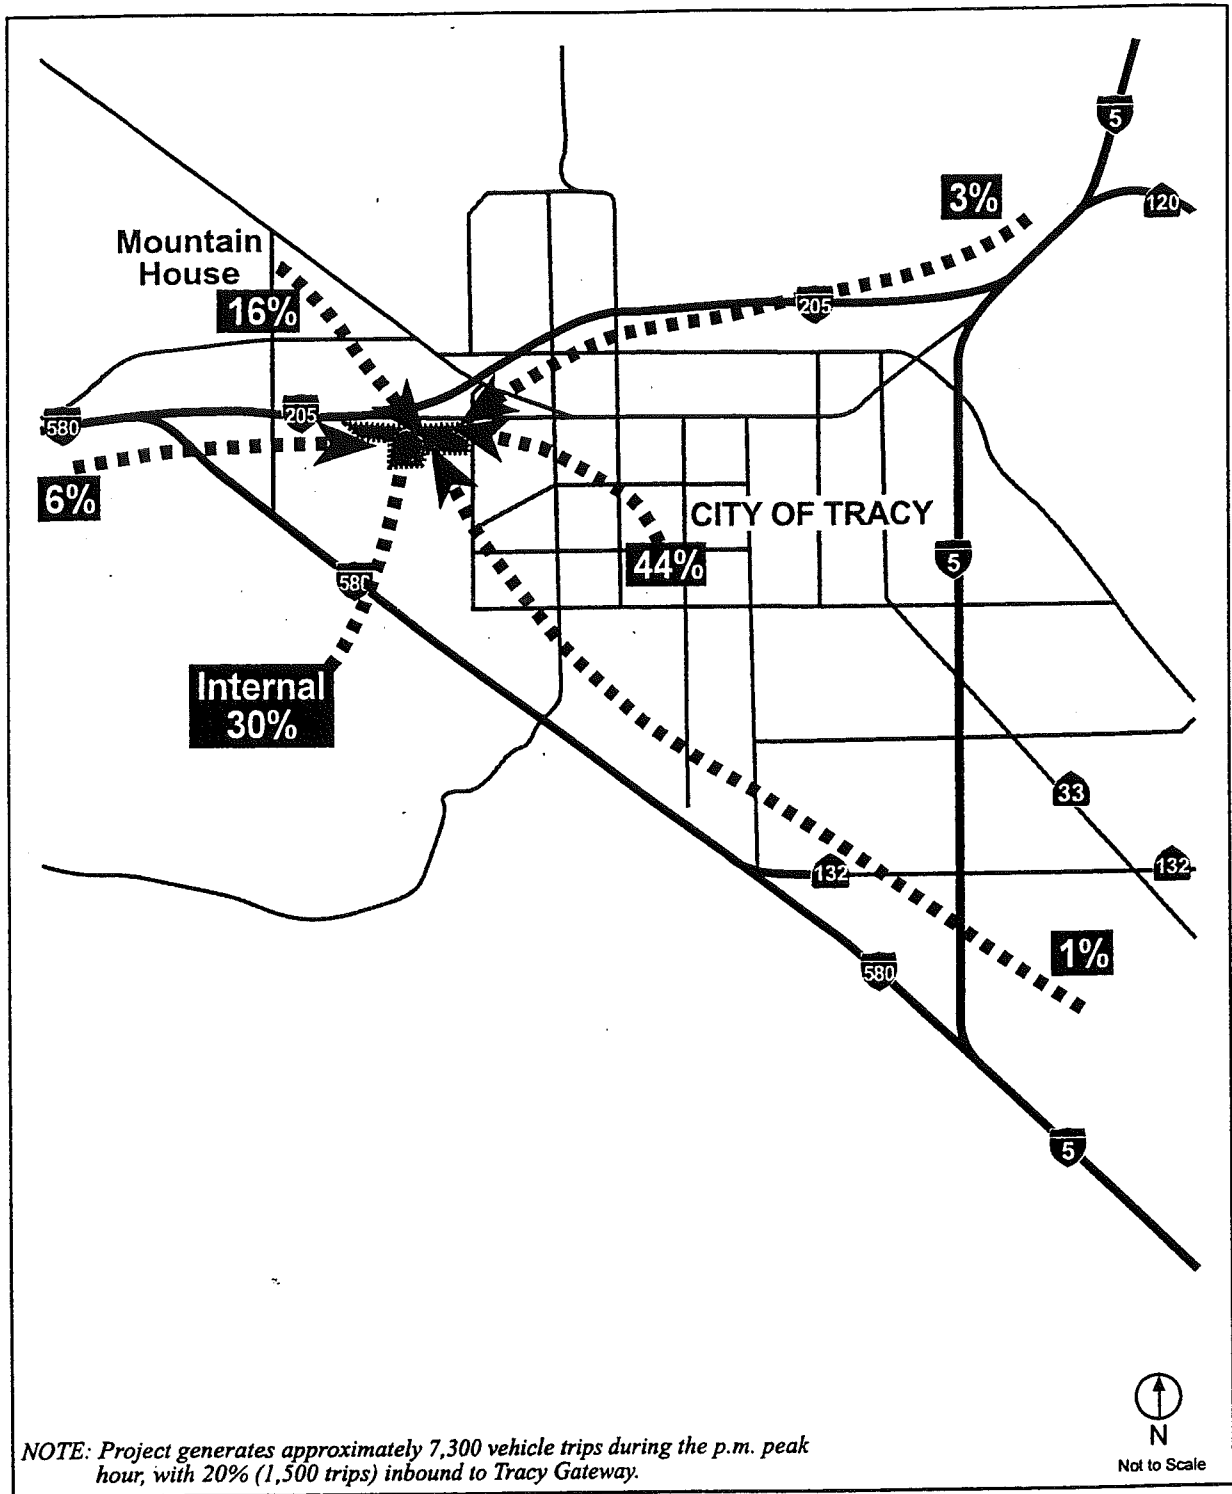 5
3%
120
Mountain
House
16%
205
205
580
6%
CITY OF TRACY
44%
5
580
Internal
30%
33
132
132
1%
580
5
N
Not to Scale
NOTE: Project generates approximately 7,300 vehicle trips during the p.m. peak
hour, with 20% (1,500 trips) inbound to Tracy Gateway.